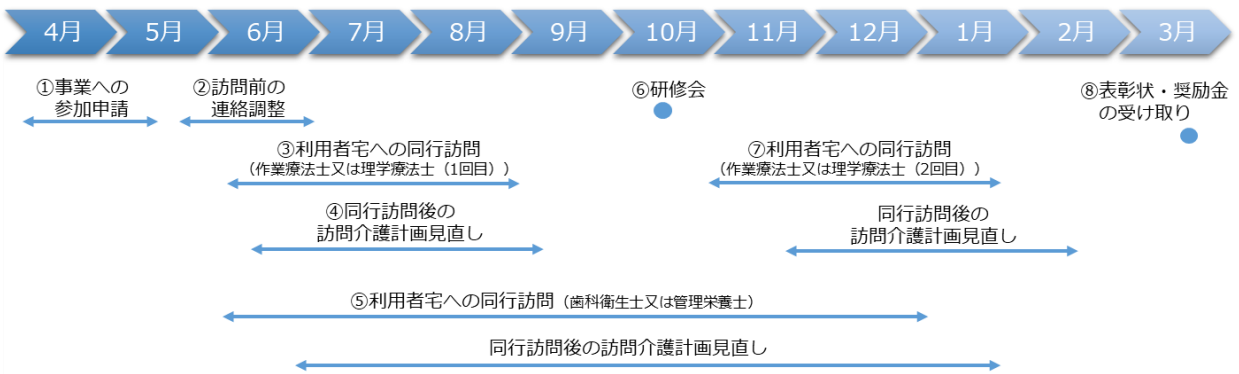 4月 5月 6月 7月 8月 9月 10月 11月 12月 1月 2月 3月
①事業への
参加申請
②訪問前の
連絡調整
⑥研修会
⑧表彰状・奨励金
の受け取り
③利用者宅への同行訪問
（作業療法士又は理学療法士（1回目））
⑦利用者宅への同行訪問
（作業療法士又は理学療法士（2回目））
④同行訪問後の
訪問介護計画見直し
同行訪問後の
訪問介護計画見直し
⑤利用者宅への同行訪問（歯科衛生士又は管理栄養士）
同行訪問後の訪問介護計画見直し